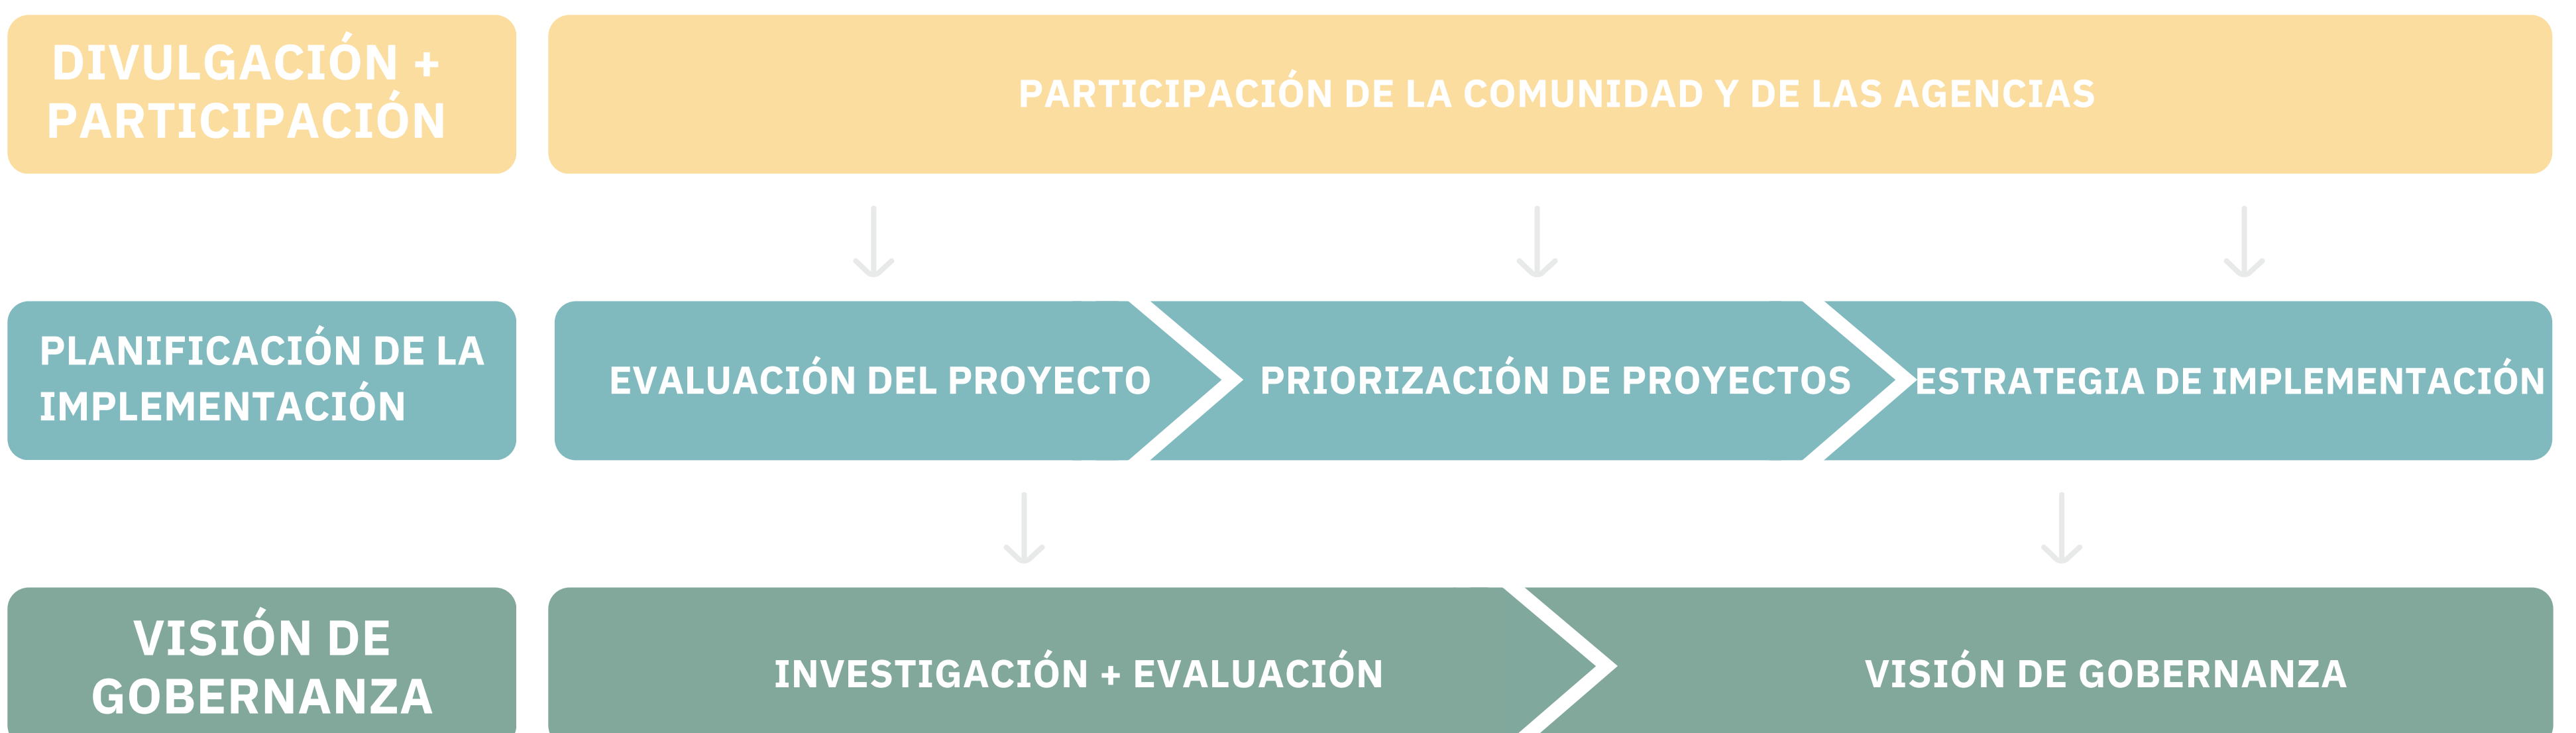 DIVULGACIÓN +
PARTICIPACIÓN
PARTICIPACIÓN DE LA COMUNIDAD Y DE LAS AGENCIAS
PLANIFICACIÓN DE LA
IMPLEMENTACIÓN
EVALUACIÓN DEL PROYECTO
PRIORIZACIÓN DE PROYECTOS
ESTRATEGIA DE IMPLEMENTACIÓN
VISIÓN DE
GOBERNANZA
INVESTIGACIÓN + EVALUACIÓN
VISIÓN DE GOBERNANZA